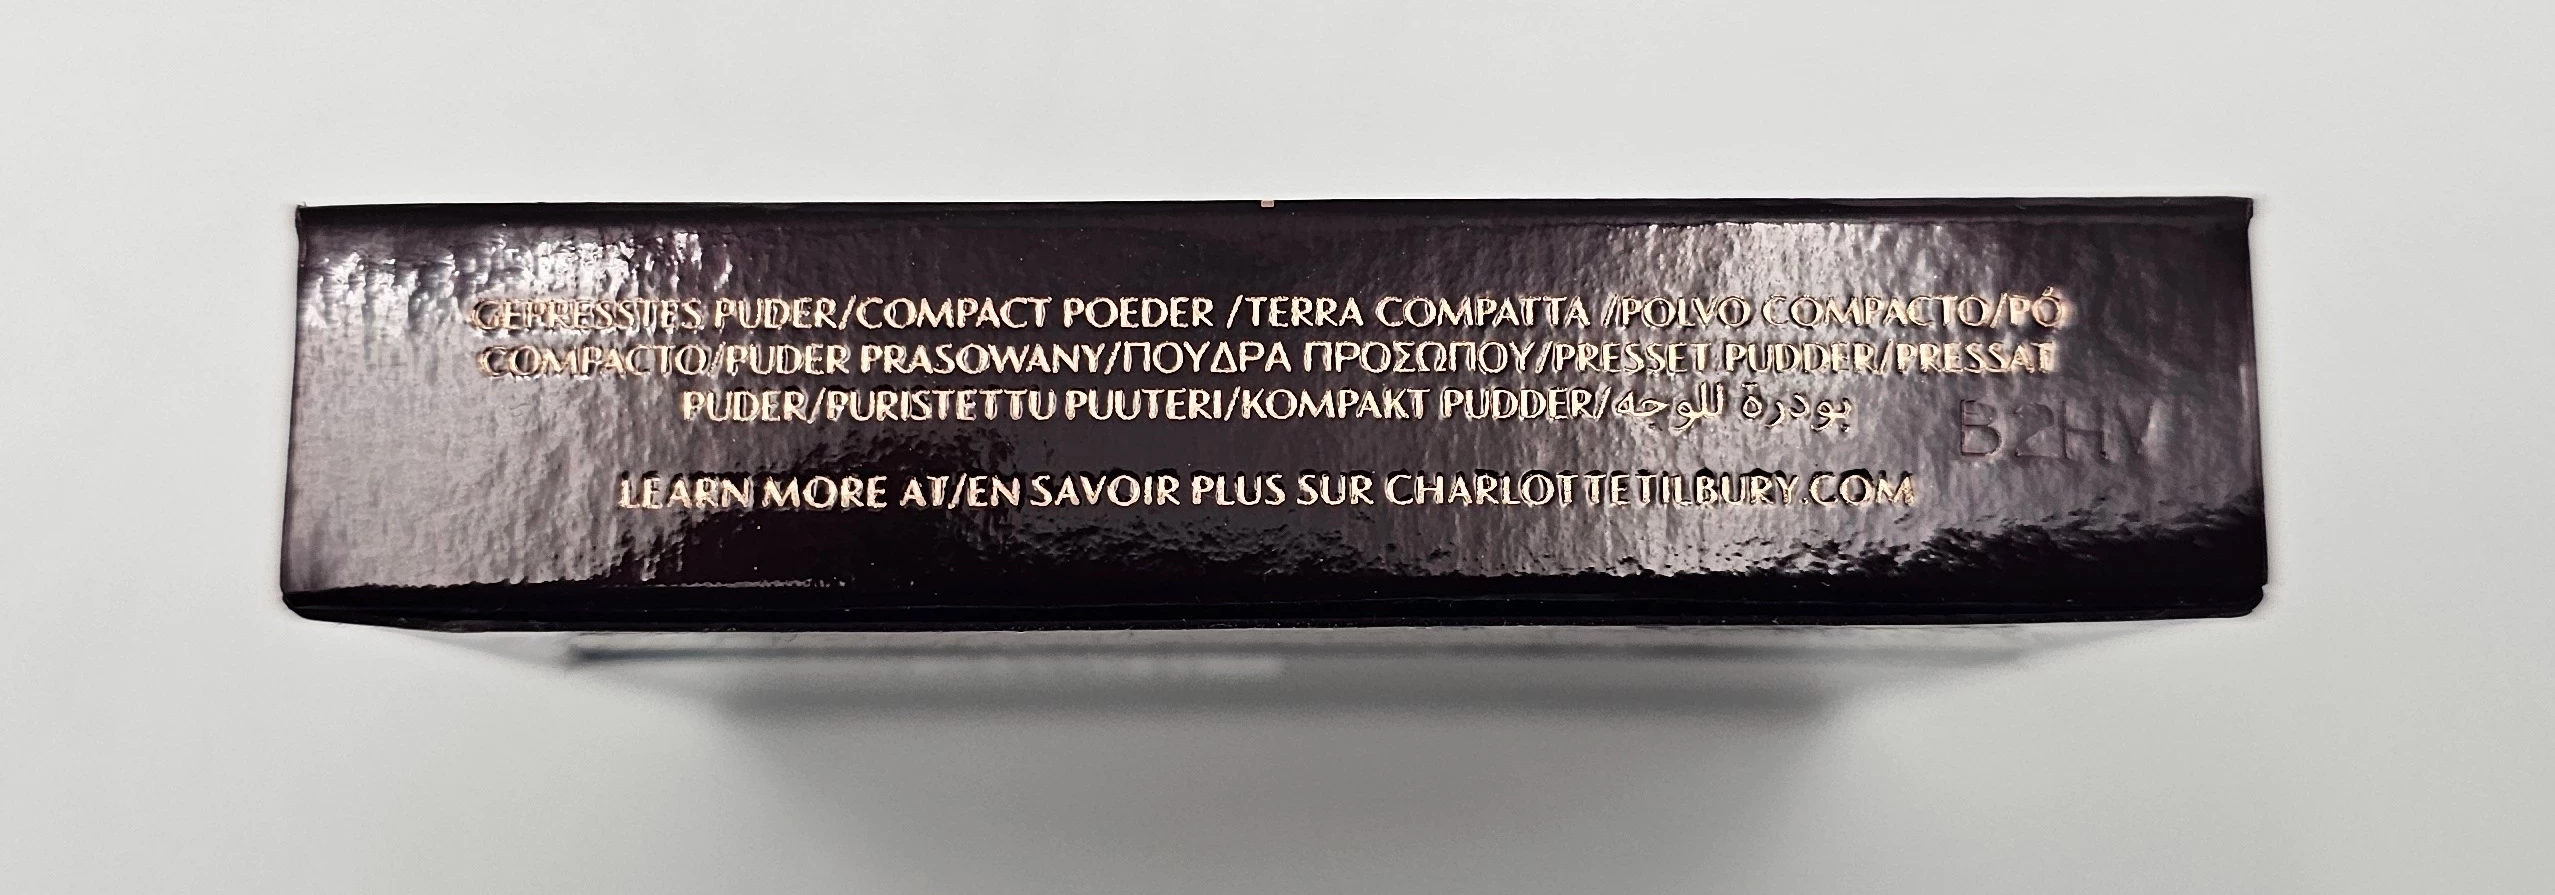 GEPRESSTES PUDER/COMPACT POEDER /TERRA COMPATTA /POLVO COMPACTO/PÓ
COMPACTO/PUDER PRASOWANY/ΠΟΥΔΡΑ ΠΡΟΣΩΠΟΥ/PRESSET PUDDER/PRESSAT
PUDER/PURISTETTU PUUTERI/KOMPAKT PUDDER/بودرة للوجه
B2HV
LEARN MORE AT/EN SAVOIR PLUS SUR CHARLOTTETILBURY.COM